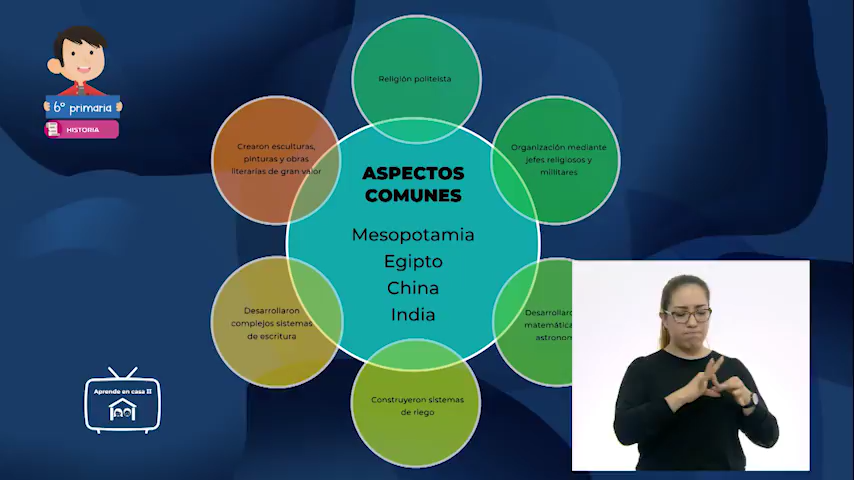 6º primaria
HISTORIA
Religión politeísta
Crearon esculturas,
pinturas y obras
literarias de gran valor
Organización mediante
jefes religiosos y
militares
ASPECTOS
COMUNES
Mesopotamia
Egipto
China
India
Desarrollaron
complejos sistemas
de escritura
Construyeron sistemas
de riego
Aprende en casa II